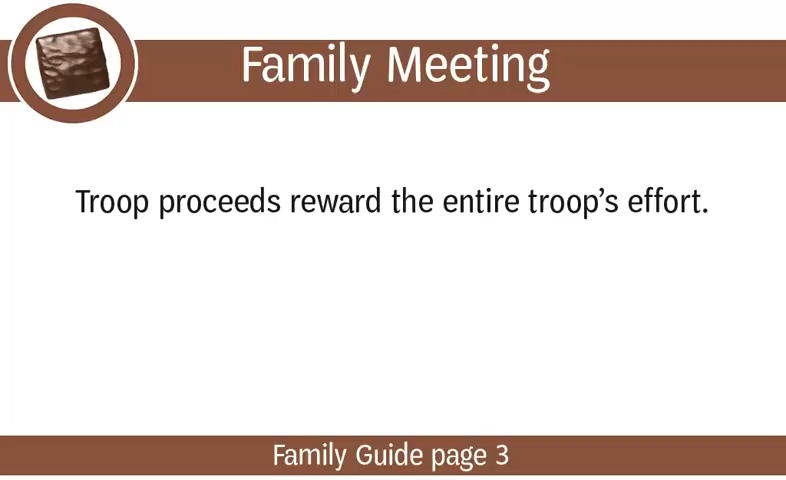 Family Meeting
Troop proceeds reward the entire troop’s effort.
Family Guide page 3